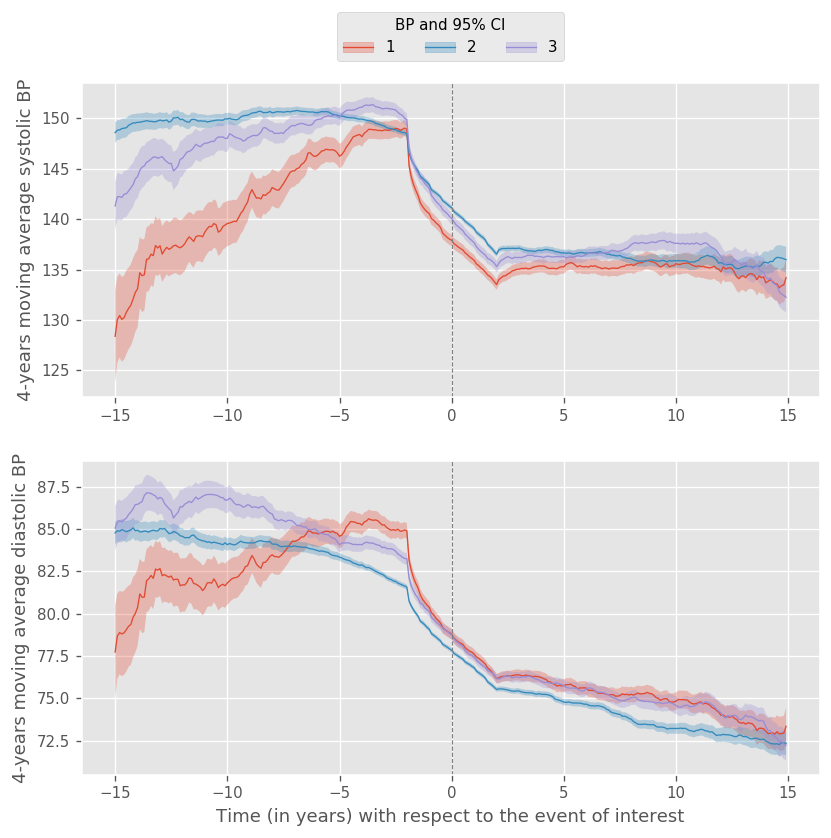 BP and 95% CI
1 2 3
4-years moving average systolic BP
150
145
140
135
130
125
−15 −10 −5 0 5 10 15
4-years moving average diastolic BP
87.5
85.0
82.5
80.0
77.5
75.0
72.5
−15 −10 −5 0 5 10 15
Time (in years) with respect to the event of interest